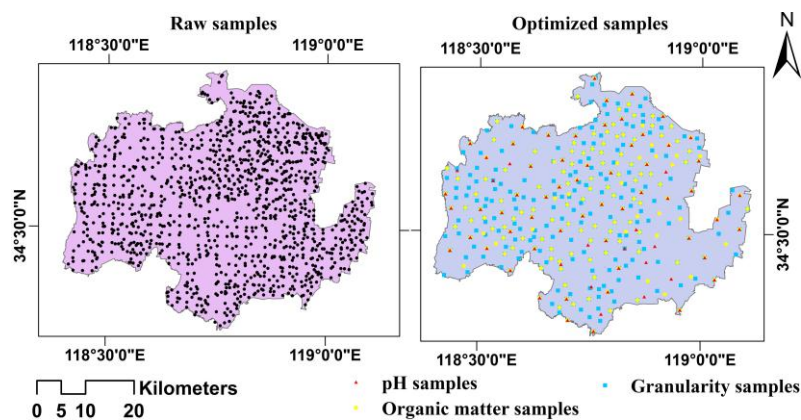 Raw samples
Optimized samples
N
118°30'0"E
119°0'0"E
118°30'0"E
119°0'0"E
34°30'0"N
34°30'0"N
118°30'0"E
119°0'0"E
118°30'0"E
119°0'0"E
Kilometers
0 5 10 20
pH samples
Granularity samples
Organic matter samples